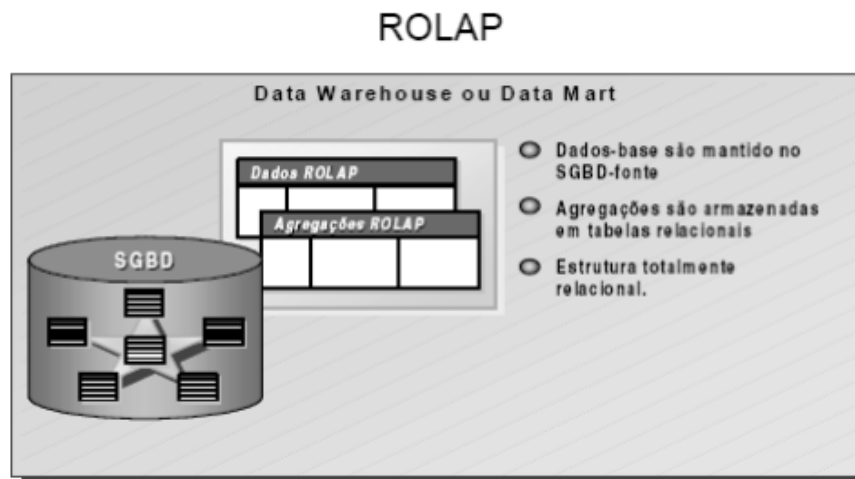 ROLAP
Data Warehouse ou Data Mart
Dados ROLAP
Agregações ROLAP
SGBD
Dados-base são mantido no
SGBD-fonte
Agregações são armazenadas
em tabelas relacionais
Estrutura totalmente
relacional.